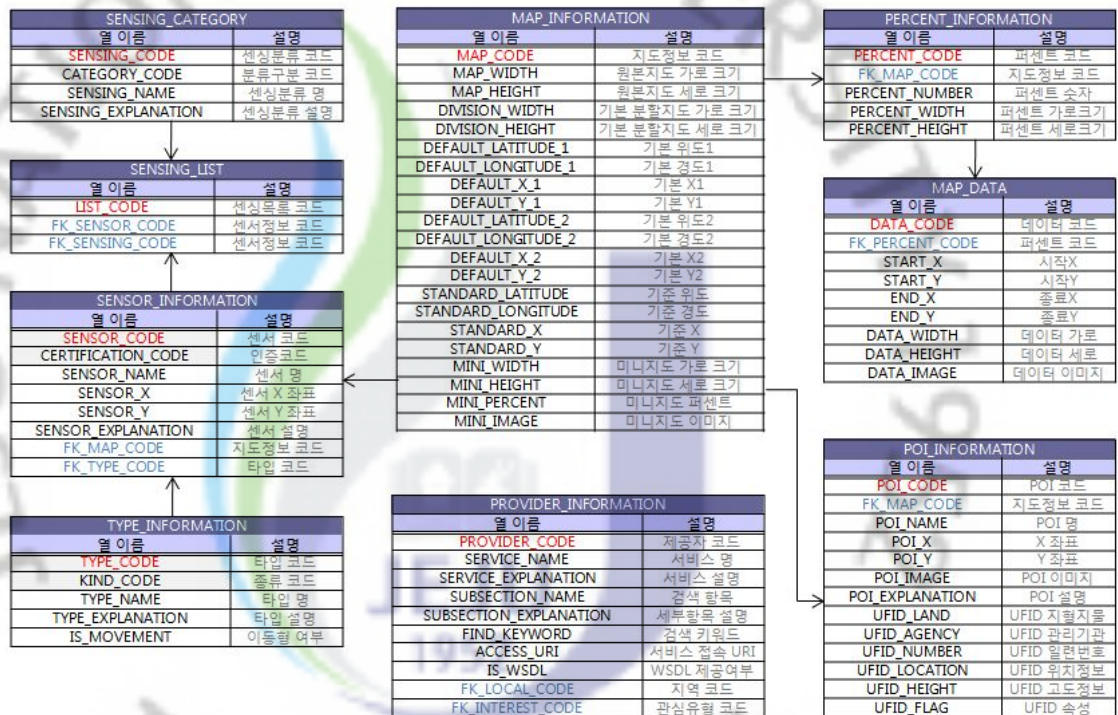 SENSING_CATEGORY
열 이름 설명
SENSING_CODE 센싱분류 코드
CATEGORY_CODE 분류구분 코드
SENSING_NAME 센싱분류 명
SENSING_EXPLANATION 센싱분류 설명
SENSING_LIST
열 이름 설명
LIST_CODE 센싱목록 코드
FK_SENSOR_CODE 센서정보 코드
FK_SENSING_CODE 센서정보 코드
SENSOR_INFORMATION
열 이름 설명
SENSOR_CODE 센서 코드
CERTIFICATION_CODE 인증코드
SENSOR_NAME 센서 명
SENSOR_X 센서 X 좌표
SENSOR_Y 센서 Y 좌표
SENSOR_EXPLANATION 센서 설명
FK_MAP_CODE 지도정보 코드
FK_TYPE_CODE 타입 코드
TYPE_INFORMATION
열 이름 설명
TYPE_CODE 타입 코드
KIND_CODE 종류 코드
TYPE_NAME 타입 명
TYPE_EXPLANATION 타입 설명
IS_MOVEMENT 이동형 여부
MAP_INFORMATION
열 이름 설명
MAP_CODE 지도정보 코드
MAP_WIDTH 원본지도 가로 크기
MAP_HEIGHT 원본지도 세로 크기
DIVISION_WIDTH 기본 분할지도 가로 크기
DIVISION_HEIGHT 기본 분할지도 세로 크기
DEFAULT_LATITUDE_1 기본 위도1
DEFAULT_LONGITUDE_1 기본 경도1
DEFAULT_X_1 기본 X1
DEFAULT_Y_1 기본 Y1
DEFAULT_LATITUDE_2 기본 위도2
DEFAULT_LONGITUDE_2 기본 경도2
DEFAULT_X_2 기본 X2
DEFAULT_Y_2 기본 Y2
STANDARD_LATITUDE 기준 위도
STANDARD_LONGITUDE 기준 경도
STANDARD_X 기준 X
STANDARD_Y 기준 Y
MINI_WIDTH 미니지도 가로 크기
MINI_HEIGHT 미니지도 세로 크기
MINI_PERCENT 미니지도 퍼센트
MINI_IMAGE 미니지도 이미지
PROVIDER_INFORMATION
열 이름 설명
PROVIDER_CODE 제공자 코드
SERVICE_NAME 서비스 명
SERVICE_EXPLANATION 서비스 설명
SUBSECTION_NAME 검색 항목
SUBSECTION_EXPLANATION 세부항목 설명
FIND_KEYWORD 검색 키워드
ACCESS_URI 서비스 접속 URI
IS_WSDL WSDL 제공여부
FK_LOCAL_CODE 지역 코드
FK_INTEREST_CODE 관심유형 코드
PERCENT_INFORMATION
열 이름 설명
PERCENT_CODE 퍼센트 코드
FK_MAP_CODE 지도정보 코드
PERCENT_NUMBER 퍼센트 숫자
PERCENT_WIDTH 퍼센트 가로크기
PERCENT_HEIGHT 퍼센트 세로크기
MAP_DATA
열 이름 설명
DATA_CODE 데이터 코드
FK_PERCENT_CODE 퍼센트 코드
START_X 시작X
START_Y 시작Y
END_X 종료X
END_Y 종료Y
DATA_WIDTH 데이터 가로
DATA_HEIGHT 데이터 세로
DATA_IMAGE 데이터 이미지
POI_INFORMATION
열 이름 설명
POI_CODE POI 코드
FK_MAP_CODE 지도정보 코드
POI_NAME POI 명
POI_X X 좌표
POI_Y Y 좌표
POI_IMAGE POI 이미지
POI_EXPLANATION POI 설명
UFID_LAND UFID 지형지물
UFID_AGENCY UFID 관리기관
UFID_NUMBER UFID 일련번호
UFID_LOCATION UFID 위치정보
UFID_HEIGHT UFID 고도정보
UFID_FLAG UFID 속성